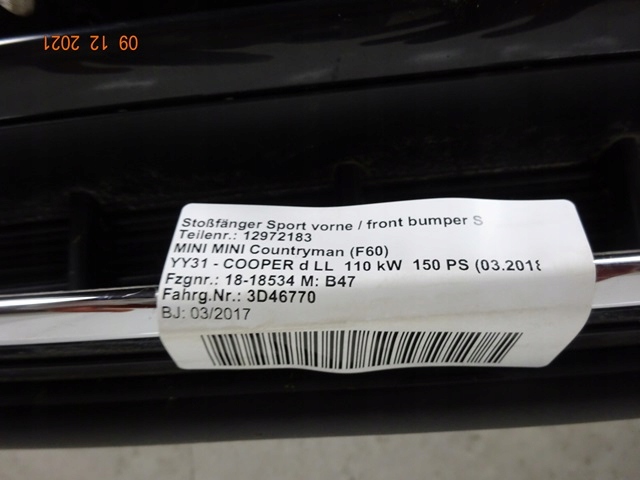 09 12 2021
Stoßfänger Sport vorne / front bumper S
Teilenr.: 12972183
MINI MINI Countryman (F60)
YY31 - COOPER d LL 110 kW 150 PS (03.2018
Fzgnr.: 18-18534 M: B47
Fahrg.Nr.: 3D46770
BJ: 03/2017